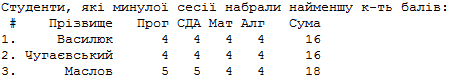 Студенти, які минулої сесії набрали найменшу к-ть балів:
# Прізвище Прог СДА Мат Алг Сума
1. Василюк 4 4 4 4 16
2. Чугаєвський 4 4 4 4 16
3. Маслов 5 5 4 4 18